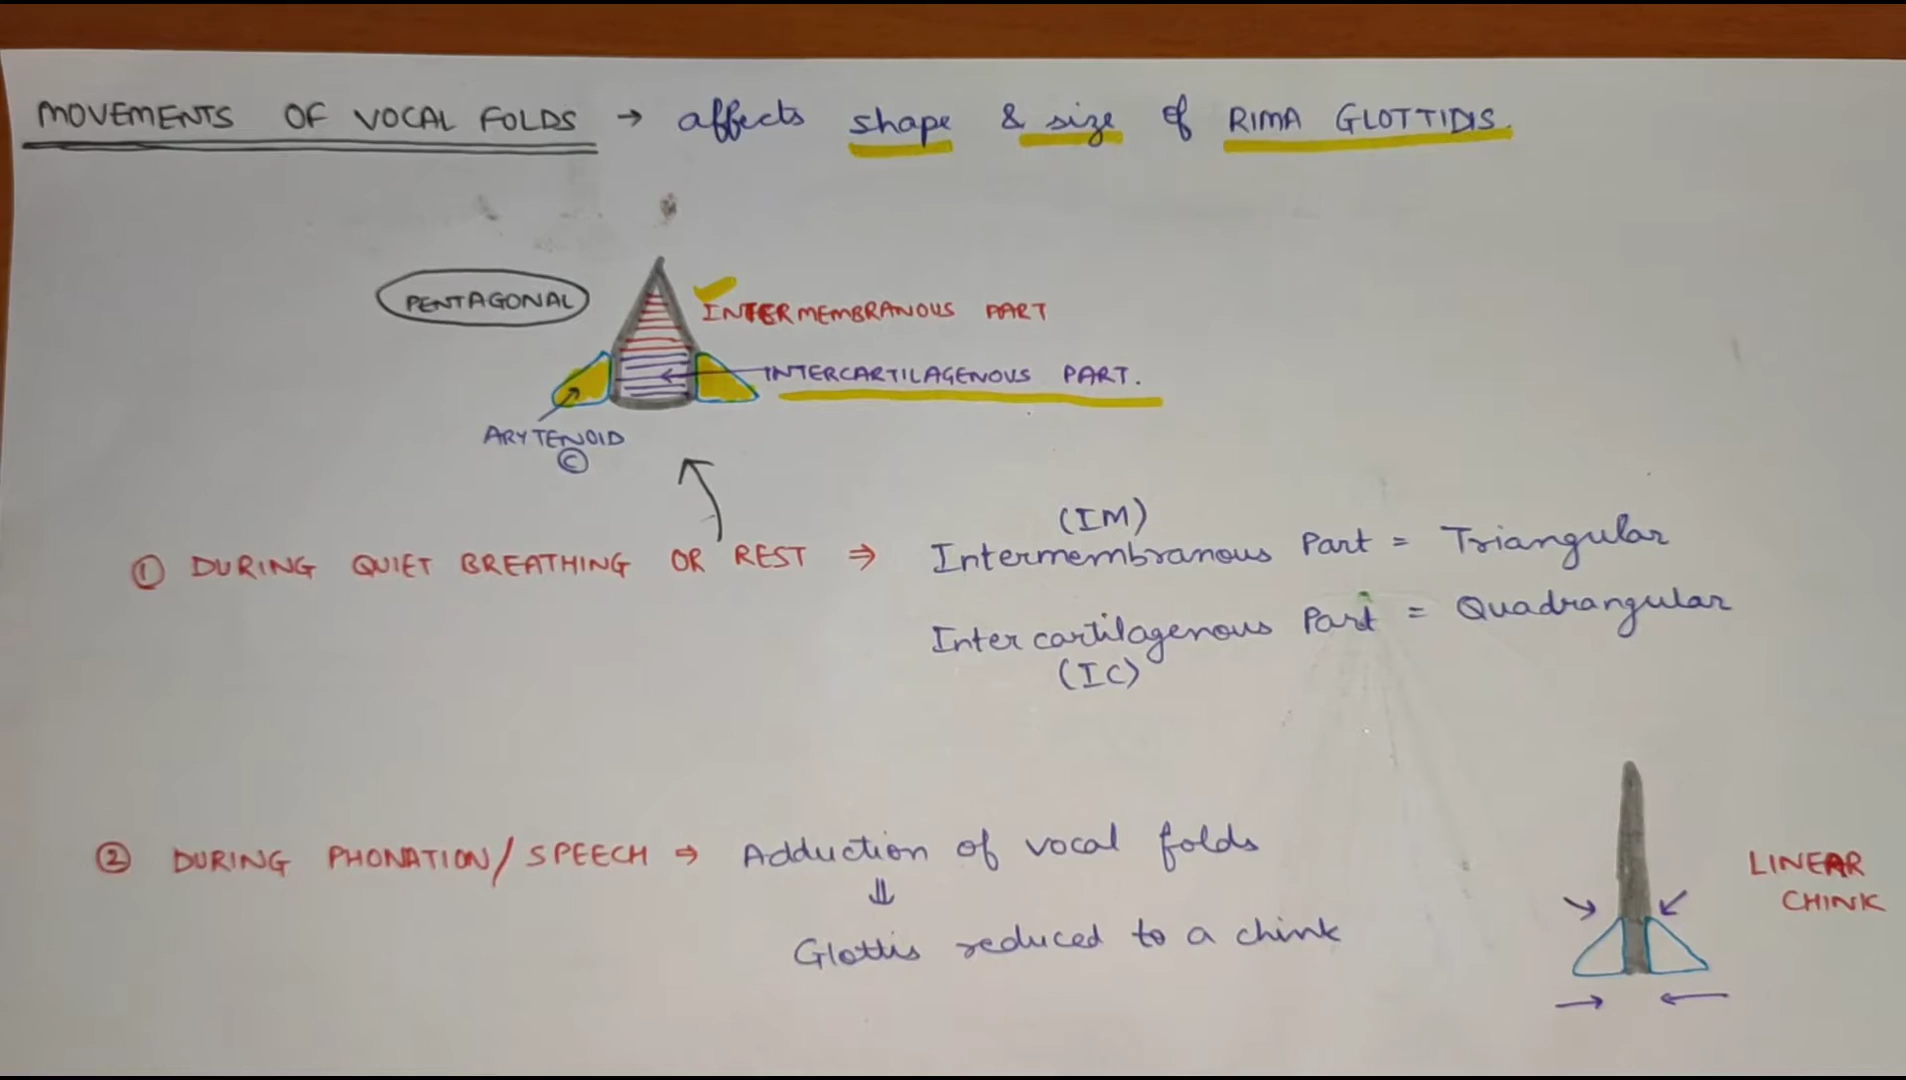 MOVEMENTS OF VOCAL FOLDS → affects shape & size of RIMA GLOTTIDIS.
PENTAGONAL
INTERMEMBRANOUS PART
INTERCARTILAGENOUS PART.
ARYTENOID
©
(IM)
① DURING QUIET BREATHING OR REST ⇒ Intermembranous Part = Triangular
Inter cartilagenous Part = Quadrangular
(IC)
② DURING PHONATION/SPEECH ⇒ Adduction of vocal folds
⇓
Glottis reduced to a chink
LINEAR
CHINK